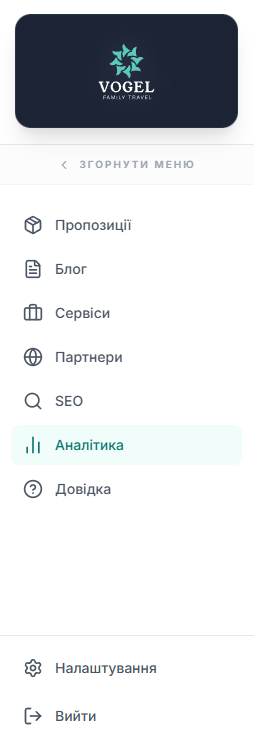 VOGEL
FAMILY TRAVEL
ЗГОРНУТИ МЕНЮ
Пропозиції
Блог
Сервіси
Партнери
SEO
Аналітика
Довідка
Налаштування
Вийти